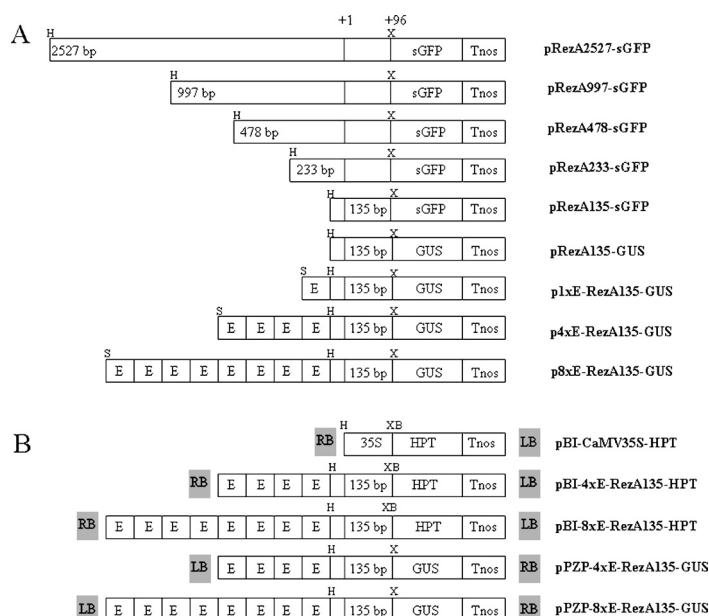 A
+1 +96
H X
2527 bp sGFP Tnos pRezA2527-sGFP
H X
997 bp sGFP Tnos pRezA997-sGFP
H X
478 bp sGFP Tnos pRezA478-sGFP
H X
233 bp sGFP Tnos pRezA233-sGFP
H X
135 bp sGFP Tnos pRezA135-sGFP
H X
135 bp GUS Tnos pRezA135-GUS
S H X
E 135 bp GUS Tnos p1xE-RezA135-GUS
S H X
E E E E 135 bp GUS Tnos p4xE-RezA135-GUS
S H X
E E E E E E E E 135 bp GUS Tnos p8xE-RezA135-GUS
B
H XB
RB 35S HPT Tnos LB pBI-CaMV35S-HPT
H XB
RB E E E E 135 bp HPT Tnos LB pBI-4xE-RezA135-HPT
H XB
RB E E E E E E E E 135 bp HPT Tnos LB pBI-8xE-RezA135-HPT
H X
LB E E E E 135 bp GUS Tnos RB pPZP-4xE-RezA135-GUS
H X
LB E E E E E E E E 135 bp GUS Tnos RB pPZP-8xE-RezA135-GUS